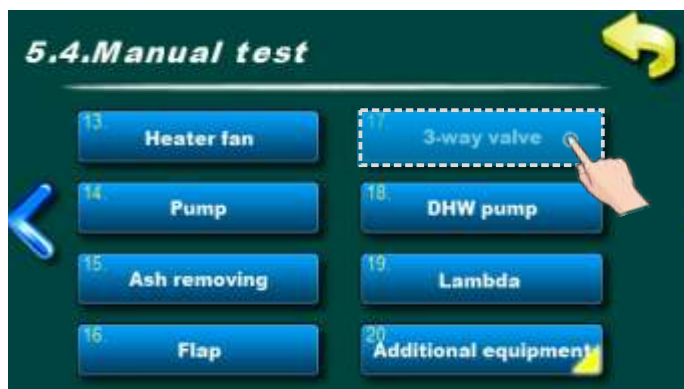 5.4.Manual test
13.
Heater fan
14.
Pump
15.
Ash removing
16.
Flap
17.
3-way valve
18.
DHW pump
19.
Lambda
20
Additional equipment